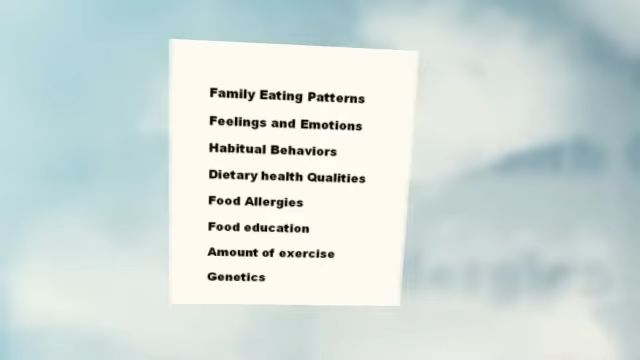 Family Eating Patterns
Feelings and Emotions
Habitual Behaviors
Dietary health Qualities
Food Allergies
Food education
Amount of exercise
Genetics